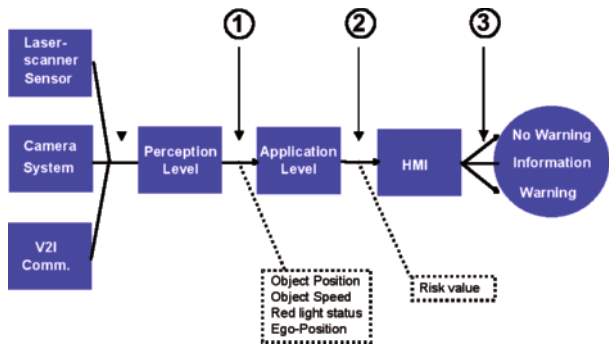 1
2
3
Laser-
scanner
Sensor
Camera
System
V2I
Comm.
Perception
Level
Application
Level
HMI
No Warning
Information
Warning
Object Position
Object Speed
Red light status
Ego-Position
Risk value